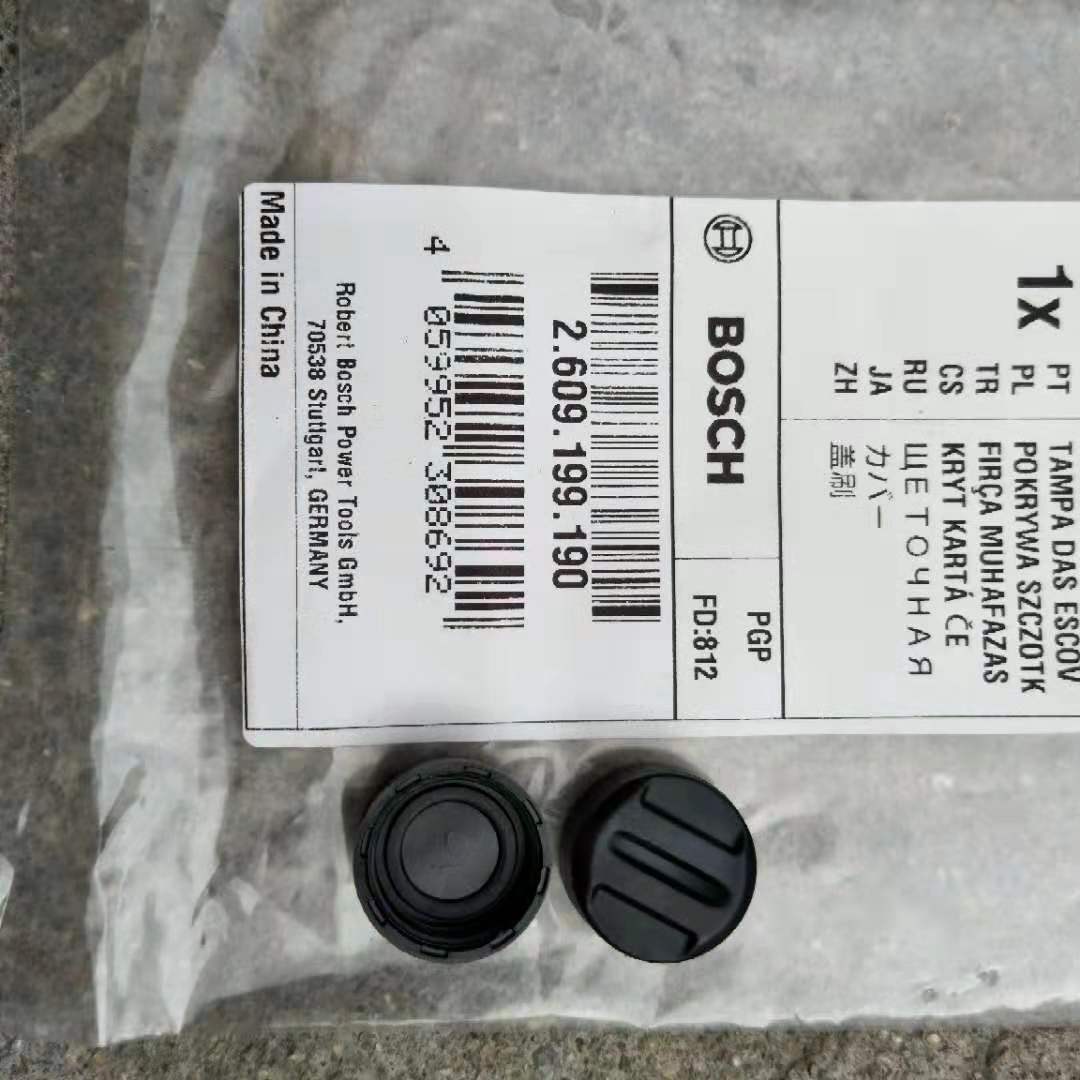 1x
PT TAMPA DAS ESCOV
PL POKRYWA SZCZOTK
TR FIRÇA MUHAFAZAS
CS KRYT KARTÁ ČE
RU ЩЕТОЧНАЯ
JA カバー
ZH 盖刷
BOSCH
PGP
FD:812
2.609.199.190
4 059952 308692
Robert Bosch Power Tools GmbH,
70538 Stuttgart, GERMANY
Made in China